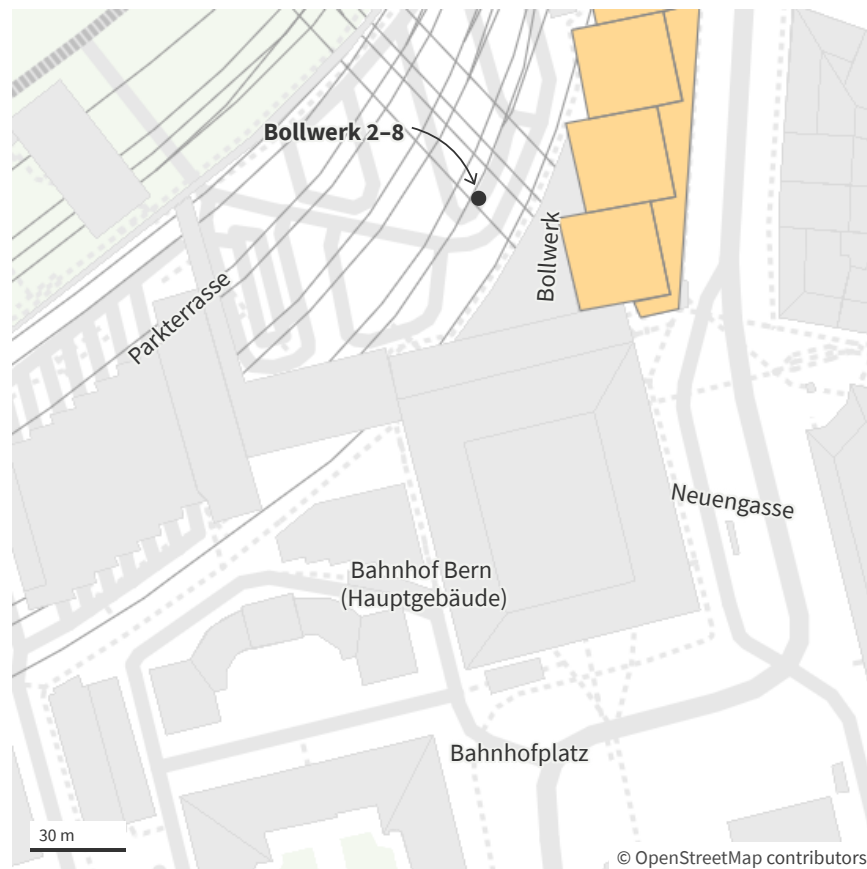 Bollwerk 2–8
Bollwerk
Parkterrasse
Neuengasse
Bahnhof Bern
(Hauptgebäude)
Bahnhofplatz
30 m
© OpenStreetMap contributors